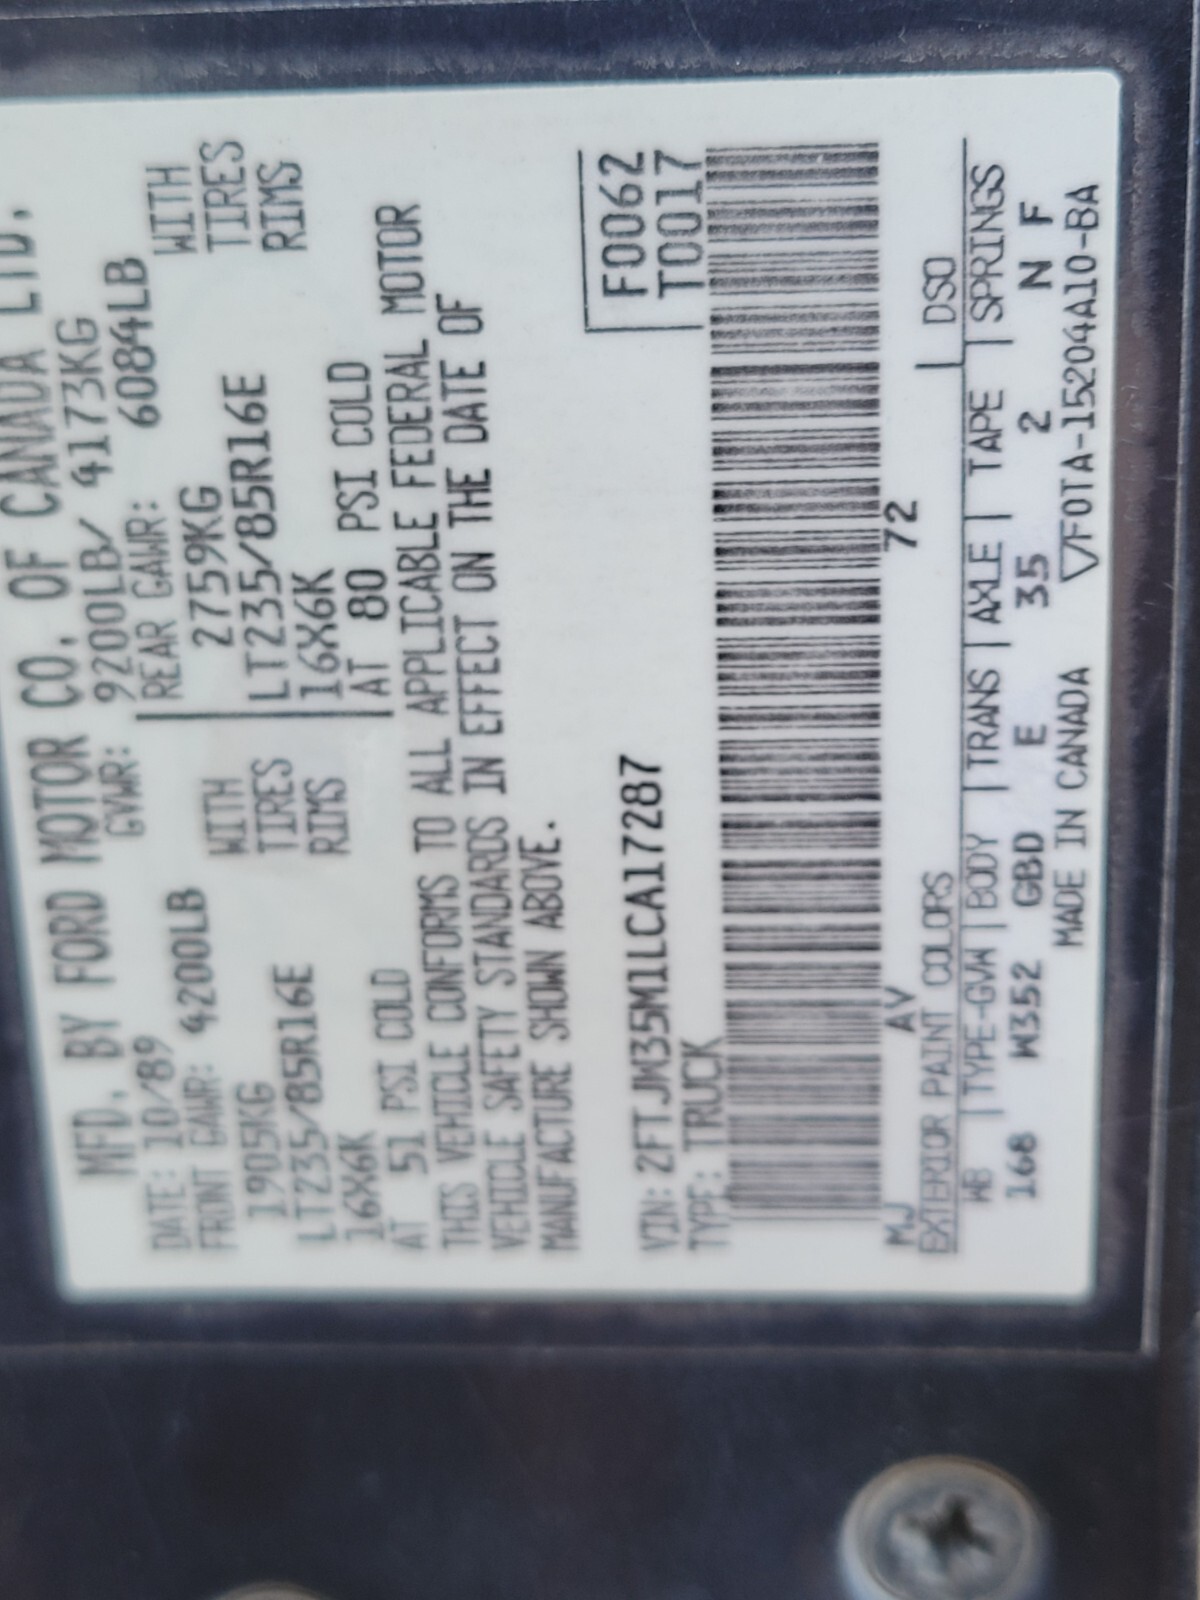 MFD. BY FORD MOTOR CO. OF CANADA LTD.
DATE: 10/89 GVWR: 9200LB/ 4173KG
FRONT GAWR: 4200LB REAR GAWR: 6084LB
1905KG WITH 2759KG WITH
LT235/85R16E TIRES LT235/85R16E TIRES
16X6K RIMS 16X6K RIMS
AT 51 PSI COLD AT 80 PSI COLD
THIS VEHICLE CONFORMS TO ALL APPLICABLE FEDERAL MOTOR
VEHICLE SAFETY STANDARDS IN EFFECT ON THE DATE OF
MANUFACTURE SHOWN ABOVE.
F0062
VIN: 2FTJW35M1LCA17287
T0017
TYPE: TRUCK
MJ AV 72
EXTERIOR PAINT COLORS DSO
WB TYPE-GVW BODY TRANS AXLE TAPE SPRINGS
168 W352 GBD E 35 2 N F
MADE IN CANADA ▽F0TA-15204A10-BA